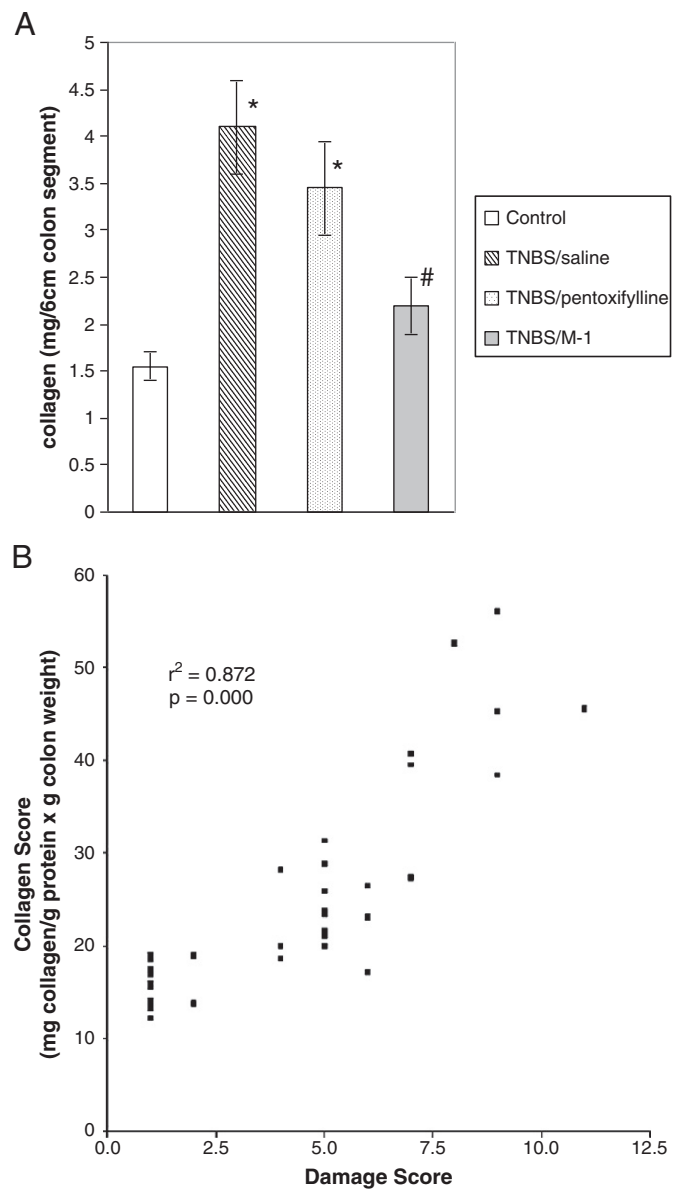 A
collagen (mg/6cm colon segment)
5
4.5
4
3.5
3
2.5
2
1.5
1
0.5
0
*
*
#
Control
TNBS/saline
TNBS/pentoxifylline
TNBS/M-1
B
Collagen Score
(mg collagen/g protein x g colon weight)
60
50
40
30
20
10
0
r² = 0.872
p = 0.000
0.0 2.5 5.0 7.5 10.0 12.5
Damage Score